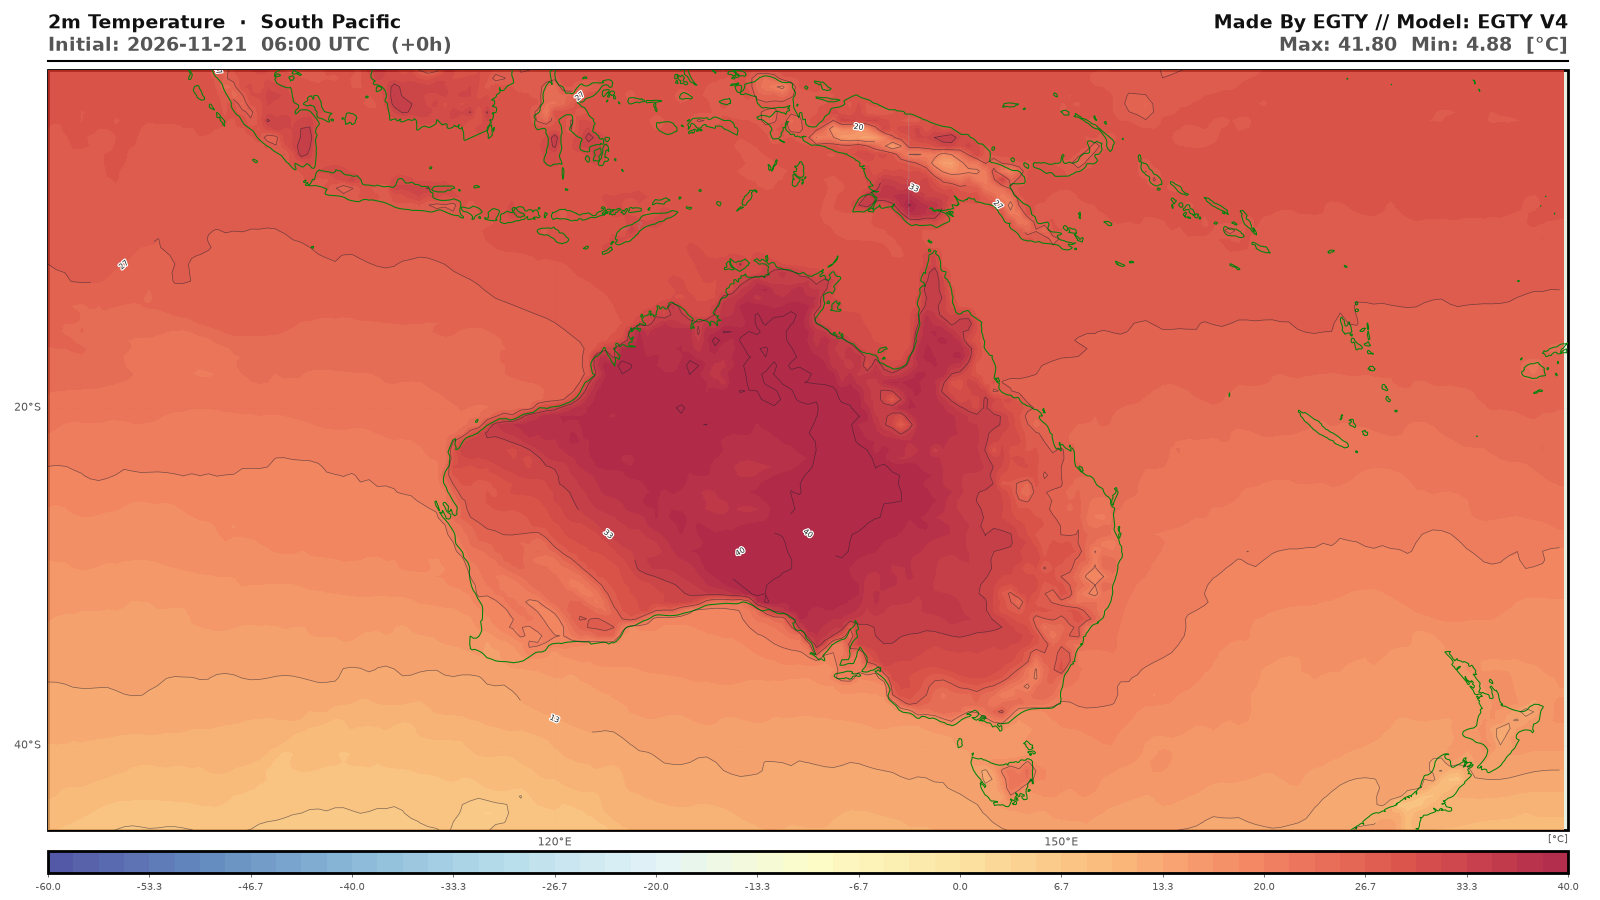 2m Temperature · South Pacific
Made By EGTY // Model: EGTY V4
Initial: 2026-11-21 06:00 UTC (+0h)
Max: 41.80 Min: 4.88 [°C]
27
20
33
27
27
33
40
40
13
20°S
40°S
120°E
150°E
[°C]
-60.0 -53.3 -46.7 -40.0 -33.3 -26.7 -20.0 -13.3 -6.7 0.0 6.7 13.3 20.0 26.7 33.3 40.0